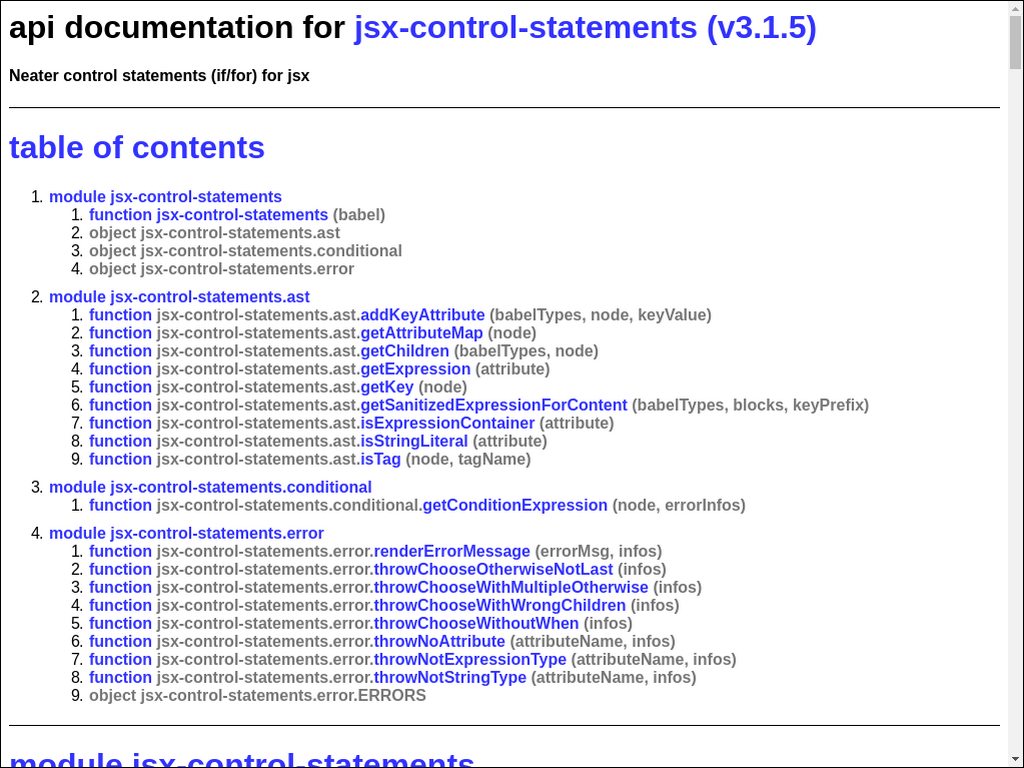 api documentation for jsx-control-statements (v3.1.5)
Neater control statements (if/for) for jsx
table of contents
1. module jsx-control-statements
1. function jsx-control-statements (babel)
2. object jsx-control-statements.ast
3. object jsx-control-statements.conditional
4. object jsx-control-statements.error
2. module jsx-control-statements.ast
1. function jsx-control-statements.ast.addKeyAttribute (babelTypes, node, keyValue)
2. function jsx-control-statements.ast.getAttributeMap (node)
3. function jsx-control-statements.ast.getChildren (babelTypes, node)
4. function jsx-control-statements.ast.getExpression (attribute)
5. function jsx-control-statements.ast.getKey (node)
6. function jsx-control-statements.ast.getSanitizedExpressionForContent (babelTypes, blocks, keyPrefix)
7. function jsx-control-statements.ast.isExpressionContainer (attribute)
8. function jsx-control-statements.ast.isStringLiteral (attribute)
9. function jsx-control-statements.ast.isTag (node, tagName)
3. module jsx-control-statements.conditional
1. function jsx-control-statements.conditional.getConditionExpression (node, errorInfos)
4. module jsx-control-statements.error
1. function jsx-control-statements.error.renderErrorMessage (errorMsg, infos)
2. function jsx-control-statements.error.throwChooseOtherwiseNotLast (infos)
3. function jsx-control-statements.error.throwChooseWithMultipleOtherwise (infos)
4. function jsx-control-statements.error.throwChooseWithWrongChildren (infos)
5. function jsx-control-statements.error.throwChooseWithoutWhen (infos)
6. function jsx-control-statements.error.throwNoAttribute (attributeName, infos)
7. function jsx-control-statements.error.throwNotExpressionType (attributeName, infos)
8. function jsx-control-statements.error.throwNotStringType (attributeName, infos)
9. object jsx-control-statements.error.ERRORS
module jsx-control-statements